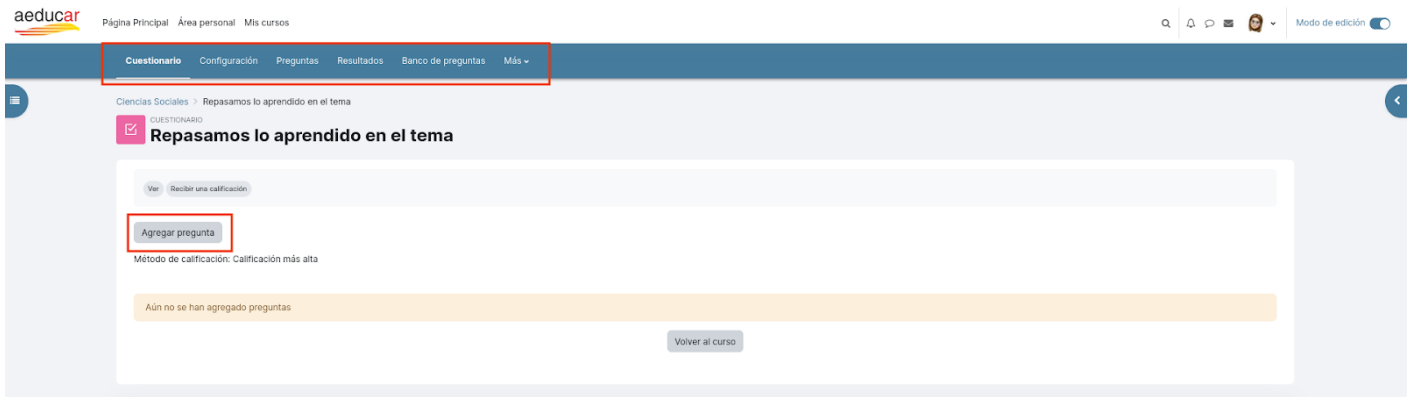 aeducar
Página Principal Área personal Mis cursos
Modo de edición
Cuestionario Configuración Preguntas Resultados Banco de preguntas Más
Ciencias Sociales > Repasamos lo aprendido en el tema
CUESTIONARIO
Repasamos lo aprendido en el tema
Ver Recibir una calificación
Agregar pregunta
Método de calificación: Calificación más alta
Aún no se han agregado preguntas
Volver al curso